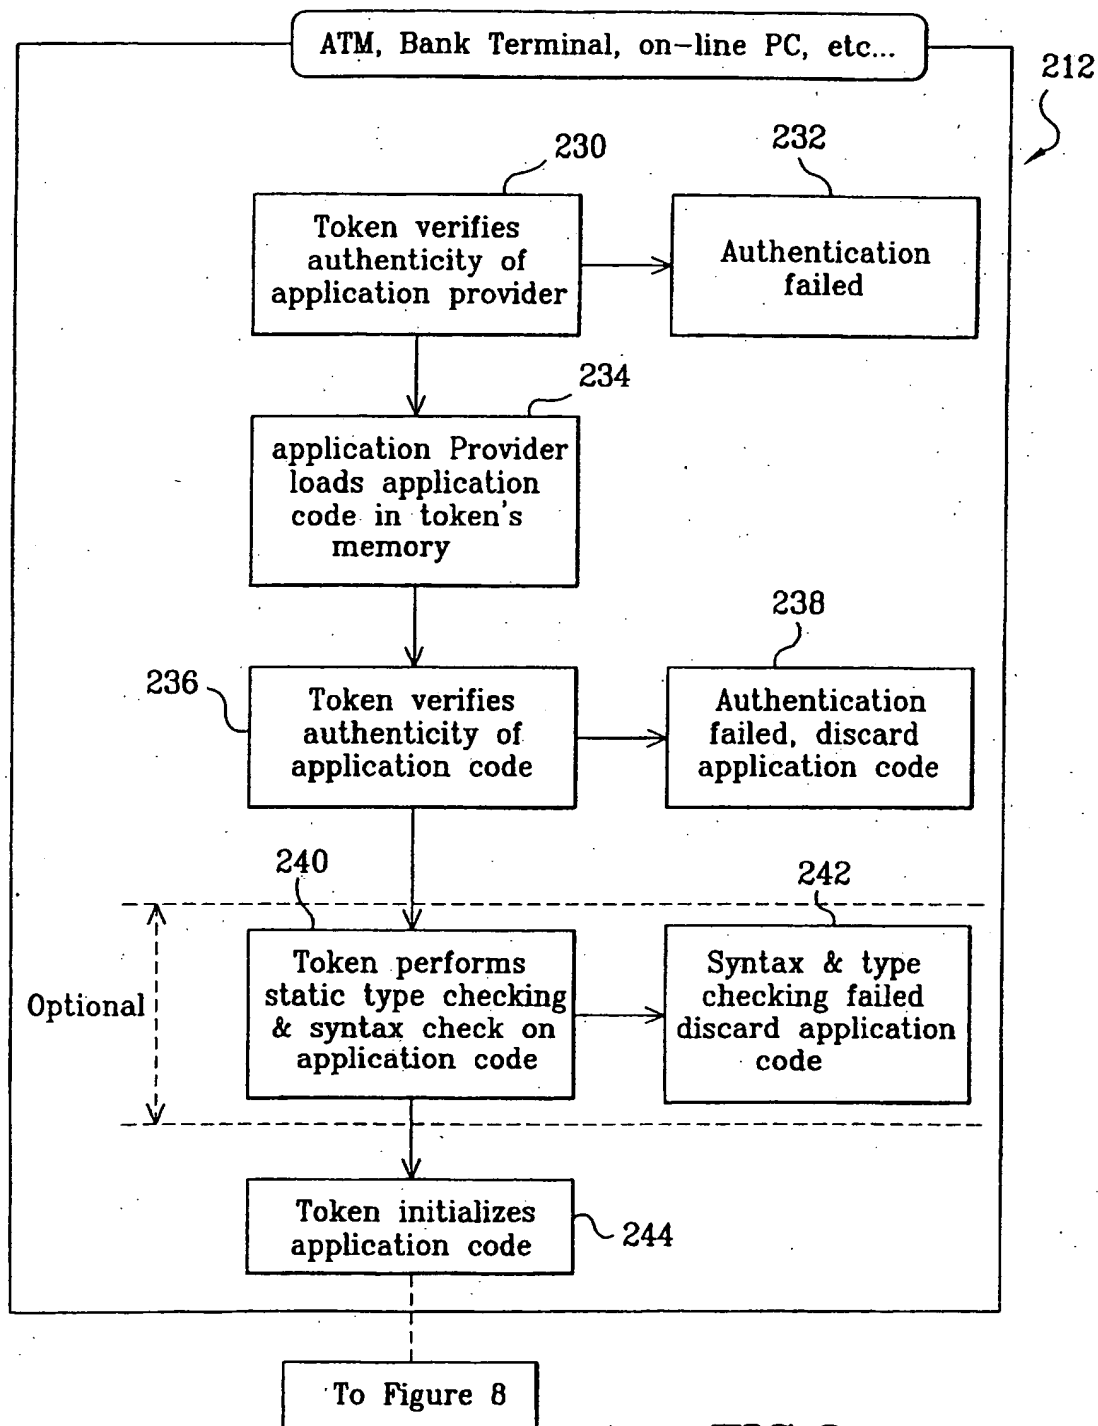 ATM, Bank Terminal, on-line PC, etc...
212
230
232
Token verifies
authenticity of
application provider
Authentication
failed
234
application Provider
loads application
code in token's
memory
238
236
Token verifies
authenticity of
application code
Authentication
failed, discard
application code
240
242
Optional
Token performs
static type checking
& syntax check on
application code
Syntax & type
checking failed
discard application
code
Token initializes
application code
244
To Figure 8